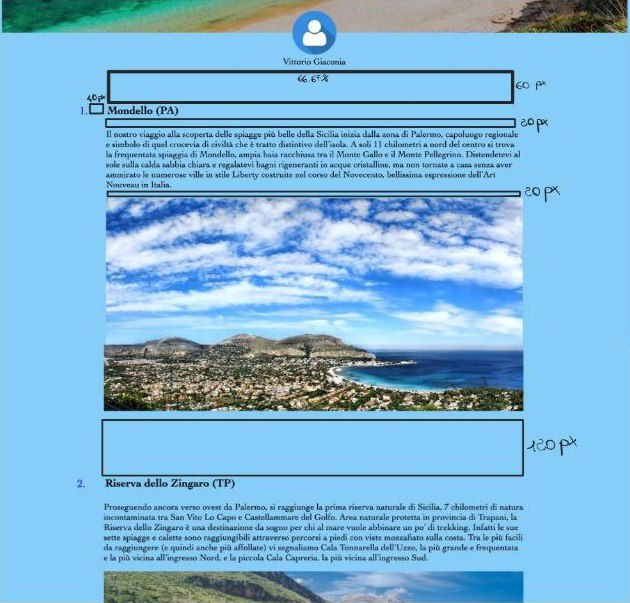 Vittorio Giaconia
66.67%
60 px
40px
1. Mondello (PA)
20px
Il nostro viaggio alla scoperta delle spiagge più belle della Sicilia inizia dalla zona di Palermo, capoluogo regionale
e simbolo di quel crocevia di civiltà che è tratto distintivo dell'isola. A soli 11 chilometri a nord del centro si trova
la frequentata spiaggia di Mondello, ampia baia racchiusa tra il Monte Gallo e il Monte Pellegrino. Distendetevi al
sole sulla calda sabbia chiara e regalatevi bagni rigeneranti in acque cristalline, ma non tornate a casa senza aver
ammirato le numerose ville in stile Liberty costruite nel corso del Novecento, bellissima espressione dell'Art
Nouveau in Italia.
20px
120px
2. Riserva dello Zingaro (TP)
Proseguendo ancora verso ovest da Palermo, si raggiunge la prima riserva naturale di Sicilia, 7 chilometri di natura
incontaminata tra San Vito Lo Capo e Castellammare del Golfo. Area naturale protetta in provincia di Trapani, la
Riserva dello Zingaro è una destinazione da sogno per chi al mare vuole abbinare un po' di trekking. Infatti le sue
sette spiagge e calette sono raggiungibili attraverso percorsi a piedi con viste mozzafiato sulla costa. Tra le più facili
da raggiungere (e quindi anche più affollate) vi segnaliamo Cala Tonnarella dell'Uzzo, la più grande e frequentata
e la più vicina all'ingresso Nord, e la piccola Cala Capreria, la più vicina all'ingresso Sud.